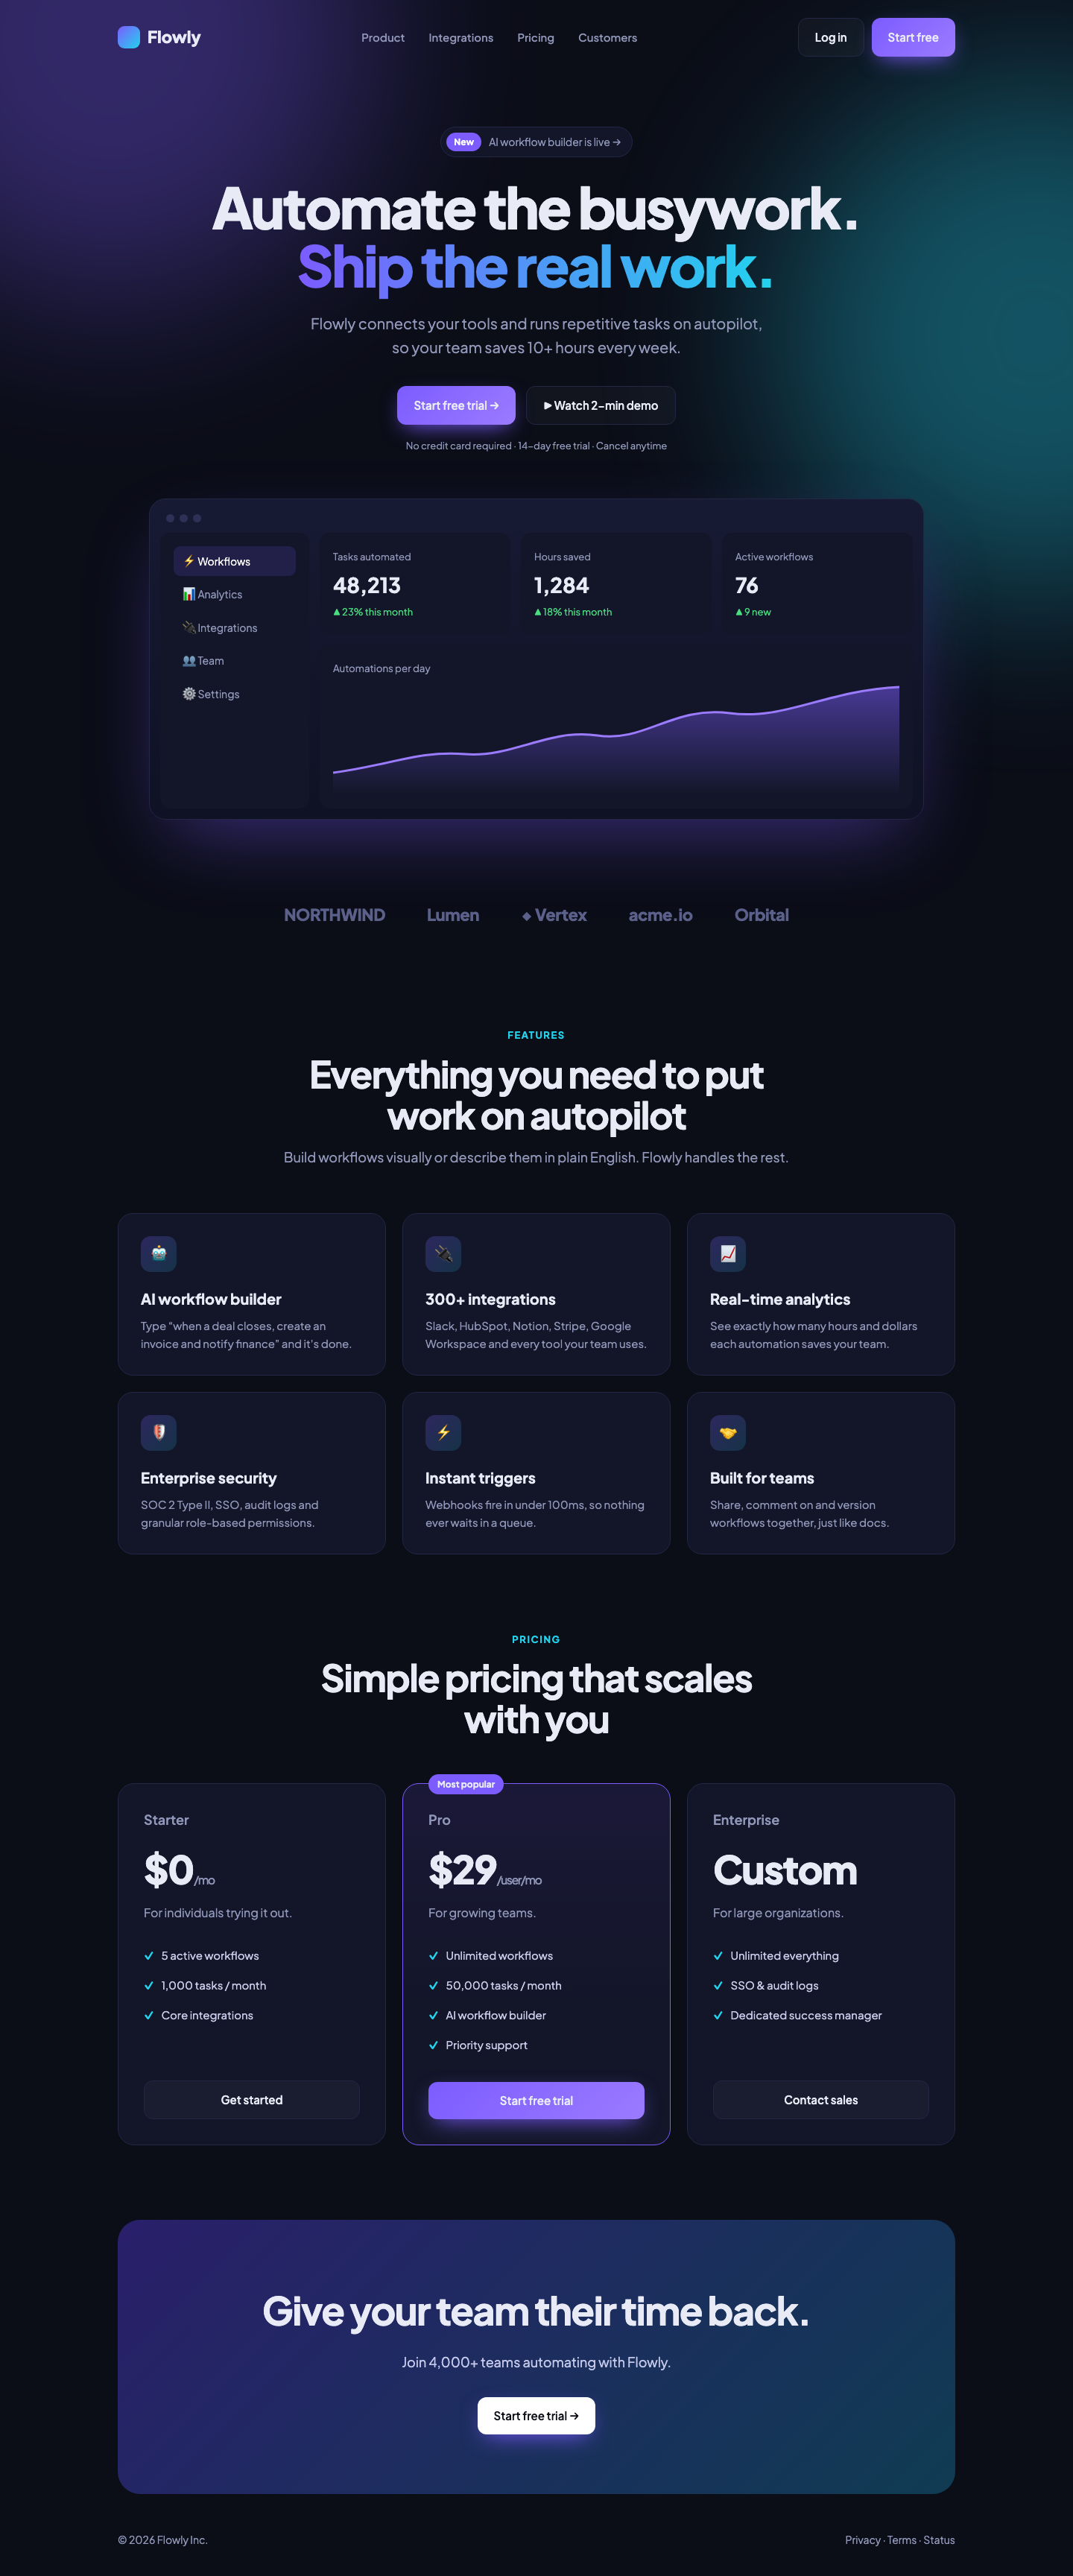 Flowly
Product Integrations Pricing Customers
Log in
Start free
New AI workflow builder is live →
Automate the busywork.
Ship the real work.
Flowly connects your tools and runs repetitive tasks on autopilot,
so your team saves 10+ hours every week.
Start free trial →
▶ Watch 2-min demo
No credit card required · 14-day free trial · Cancel anytime
⚡ Workflows
📊 Analytics
🔌 Integrations
👥 Team
⚙️ Settings
Tasks automated
48,213
▲ 23% this month
Hours saved
1,284
▲ 18% this month
Active workflows
76
▲ 9 new
Automations per day
NORTHWIND
Lumen
◆ Vertex
acme.io
Orbital
FEATURES
Everything you need to put
work on autopilot
Build workflows visually or describe them in plain English. Flowly handles the rest.
AI workflow builder
Type "when a deal closes, create an
invoice and notify finance" and it's done.
300+ integrations
Slack, HubSpot, Notion, Stripe, Google
Workspace and every tool your team uses.
Real-time analytics
See exactly how many hours and dollars
each automation saves your team.
Enterprise security
SOC 2 Type II, SSO, audit logs and
granular role-based permissions.
Instant triggers
Webhooks fire in under 100ms, so nothing
ever waits in a queue.
Built for teams
Share, comment on and version
workflows together, just like docs.
PRICING
Simple pricing that scales
with you
Starter
$0/mo
For individuals trying it out.
✓ 5 active workflows
✓ 1,000 tasks / month
✓ Core integrations
Get started
Most popular
Pro
$29/user/mo
For growing teams.
✓ Unlimited workflows
✓ 50,000 tasks / month
✓ AI workflow builder
✓ Priority support
Start free trial
Enterprise
Custom
For large organizations.
✓ Unlimited everything
✓ SSO & audit logs
✓ Dedicated success manager
Contact sales
Give your team their time back.
Join 4,000+ teams automating with Flowly.
Start free trial →
© 2026 Flowly Inc.
Privacy · Terms · Status